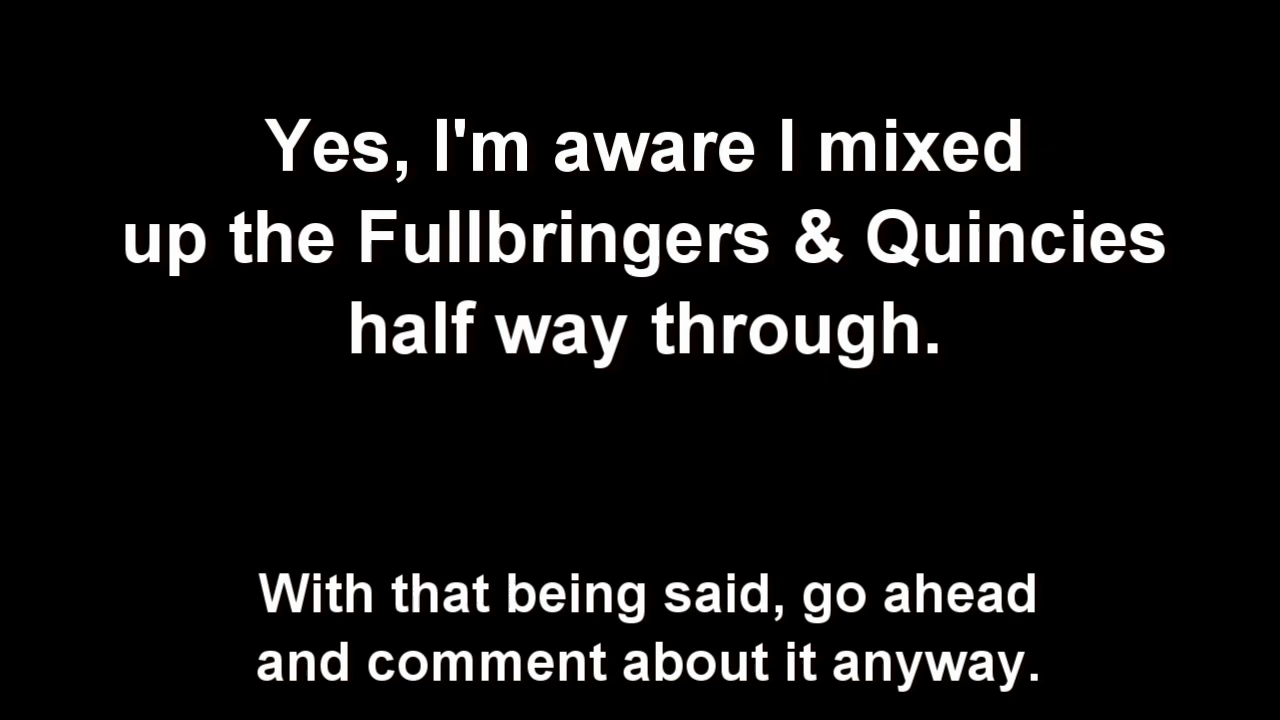 Yes, I'm aware I mixed
up the Fullbringers & Quincies
half way through.
With that being said, go ahead
and comment about it anyway.